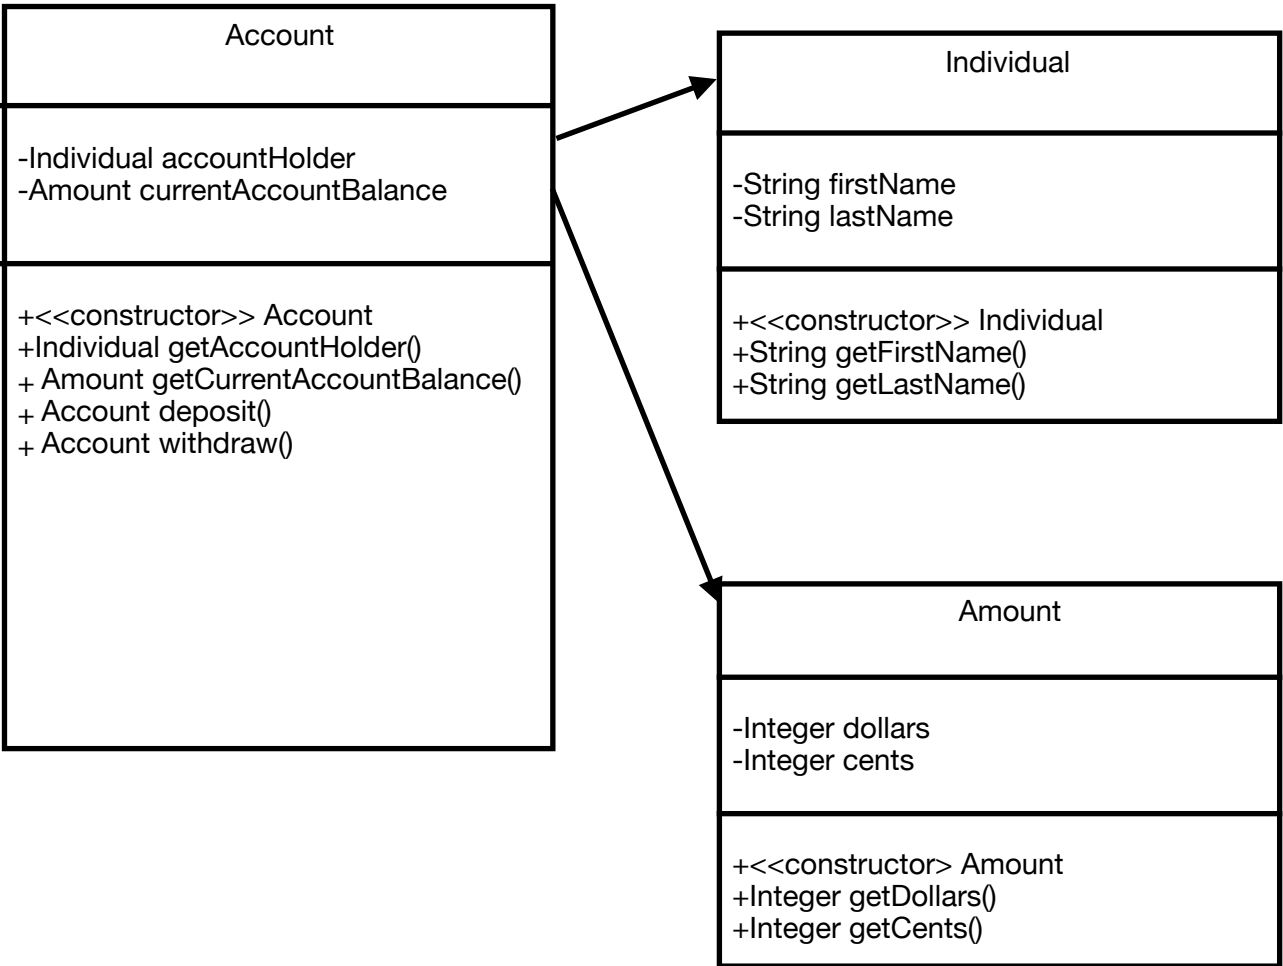 Account
-Individual accountHolder
-Amount currentAccountBalance
+<<constructor>> Account
+Individual getAccountHolder()
+ Amount getCurrentAccountBalance()
+ Account deposit()
+ Account withdraw()
Individual
-String firstName
-String lastName
+<<constructor>> Individual
+String getFirstName()
+String getLastName()
Amount
-Integer dollars
-Integer cents
+<<constructor> Amount
+Integer getDollars()
+Integer getCents()